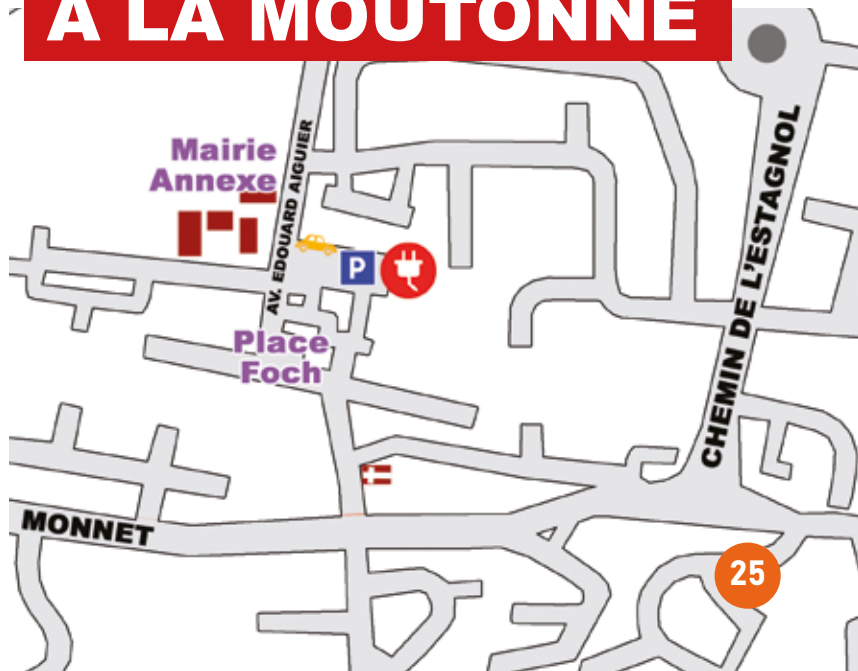 À LA MOUTONNE
Mairie
Annexe
AV. EDOUARD AIGUIER
P
CHEMIN DE L'ESTAGNOL
Place
Foch
MONNET
25